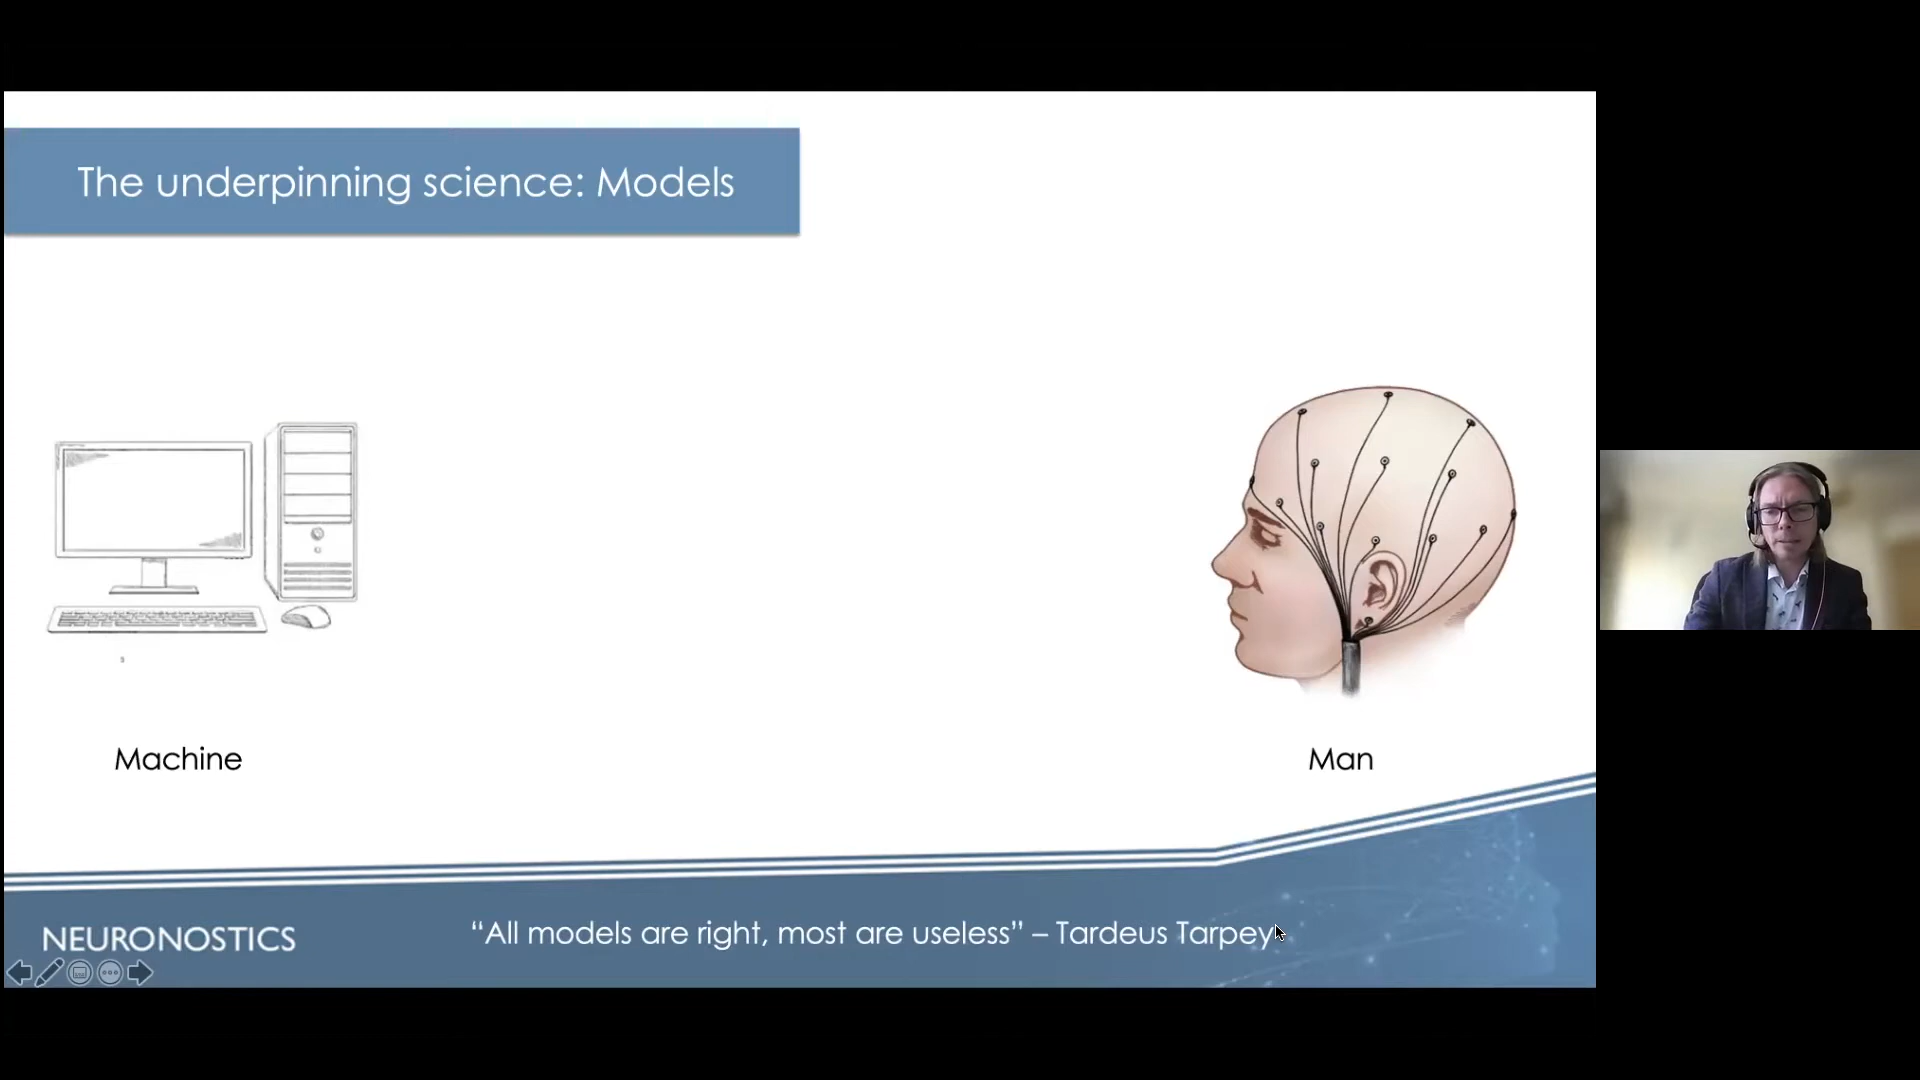 The underpinning science: Models
Machine
Man
NEURONOSTICS
“All models are right, most are useless” – Tardeus Tarpey